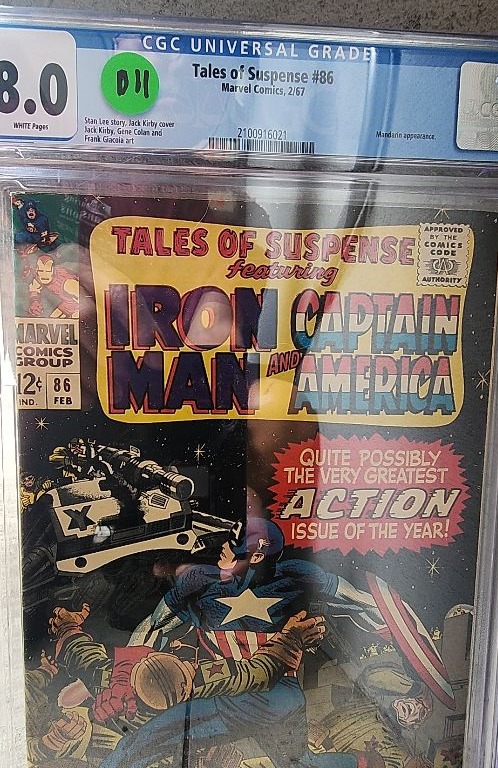 CGC UNIVERSAL GRADE
8.0
WHITE Pages
D11
Tales of Suspense #86
Marvel Comics, 2/67
Stan Lee story, Jack Kirby cover
Jack Kirby, Gene Colan and
Frank Giacoia art
2100916021
Mandarin appearance.
TALES OF SUSPENSE
featuring
IRON MAN
AND
CAPTAIN AMERICA
APPROVED
BY THE
COMICS
CODE
CA
AUTHORITY
MARVEL
COMICS
GROUP
12¢
IND.
86
FEB
QUITE POSSIBLY
THE VERY GREATEST
ACTION
ISSUE OF THE YEAR!